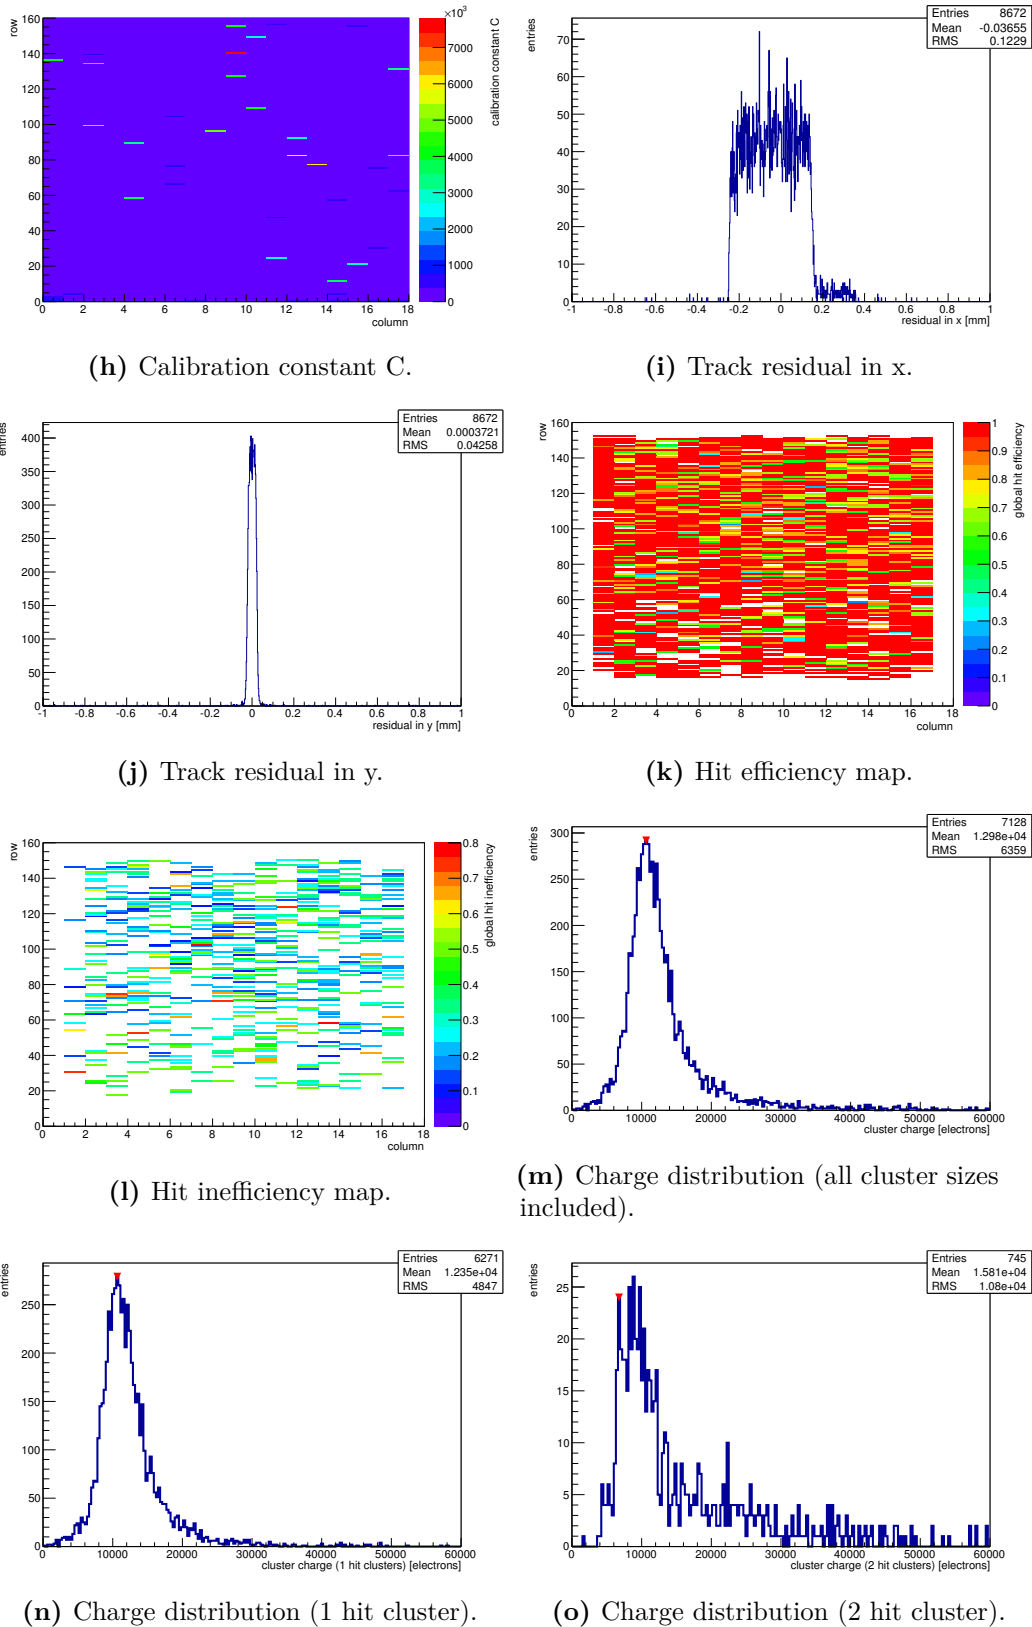 ×10³
160
140
120
100
80
60
40
20
0
row
0 2 4 6 8 10 12 14 16 18
column
7000
6000
5000
4000
3000
2000
1000
0
calibration constant C
(h) Calibration constant C.
Entries 8672
Mean -0.03655
RMS 0.1229
entries
70
60
50
40
30
20
10
0
-1 -0.8 -0.6 -0.4 -0.2 0 0.2 0.4 0.6 0.8 1
residual in x [mm]
(i) Track residual in x.
Entries 8672
Mean 0.0003721
RMS 0.04258
entries
400
350
300
250
200
150
100
50
0
-1 -0.8 -0.6 -0.4 -0.2 0 0.2 0.4 0.6 0.8 1
residual in y [mm]
(j) Track residual in y.
160
140
120
100
80
60
40
20
0
row
0 2 4 6 8 10 12 14 16 18
column
1
0.9
0.8
0.7
0.6
0.5
0.4
0.3
0.2
0.1
0
global hit efficiency
(k) Hit efficiency map.
160
140
120
100
80
60
40
20
0
row
0 2 4 6 8 10 12 14 16 18
column
0.8
0.7
0.6
0.5
0.4
0.3
0.2
0.1
0
global hit inefficiency
(l) Hit inefficiency map.
Entries 7128
Mean 1.298e+04
RMS 6359
entries
300
250
200
150
100
50
0
0 10000 20000 30000 40000 50000 60000
cluster charge [electrons]
(m) Charge distribution (all cluster sizes
included).
Entries 6271
Mean 1.235e+04
RMS 4847
entries
250
200
150
100
50
0
0 10000 20000 30000 40000 50000 60000
cluster charge (1 hit clusters) [electrons]
(n) Charge distribution (1 hit cluster).
Entries 745
Mean 1.581e+04
RMS 1.08e+04
entries
25
20
15
10
5
0
0 10000 20000 30000 40000 50000 60000
cluster charge (2 hit clusters) [electrons]
(o) Charge distribution (2 hit cluster).